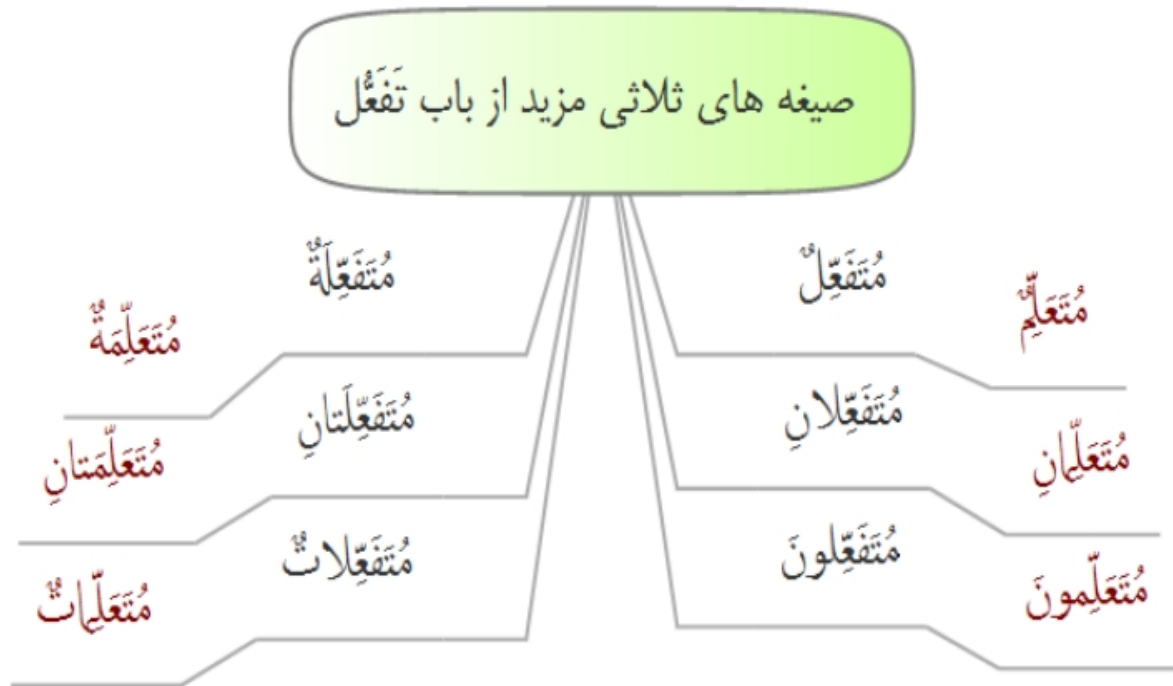 صیغه های ثلاثی مزید از باب تَفَعُّل
مُتَفَعِّلٌ
مُتَعَلِّمٌ
مُتَفَعِّلانِ
مُتَعَلِّمانِ
مُتَفَعِّلونَ
مُتَعَلِّمونَ
مُتَفَعِّلَةٌ
مُتَعَلِّمَةٌ
مُتَفَعِّلَتانِ
مُتَعَلِّمَتانِ
مُتَفَعِّلاتٌ
مُتَعَلِّماتٌ